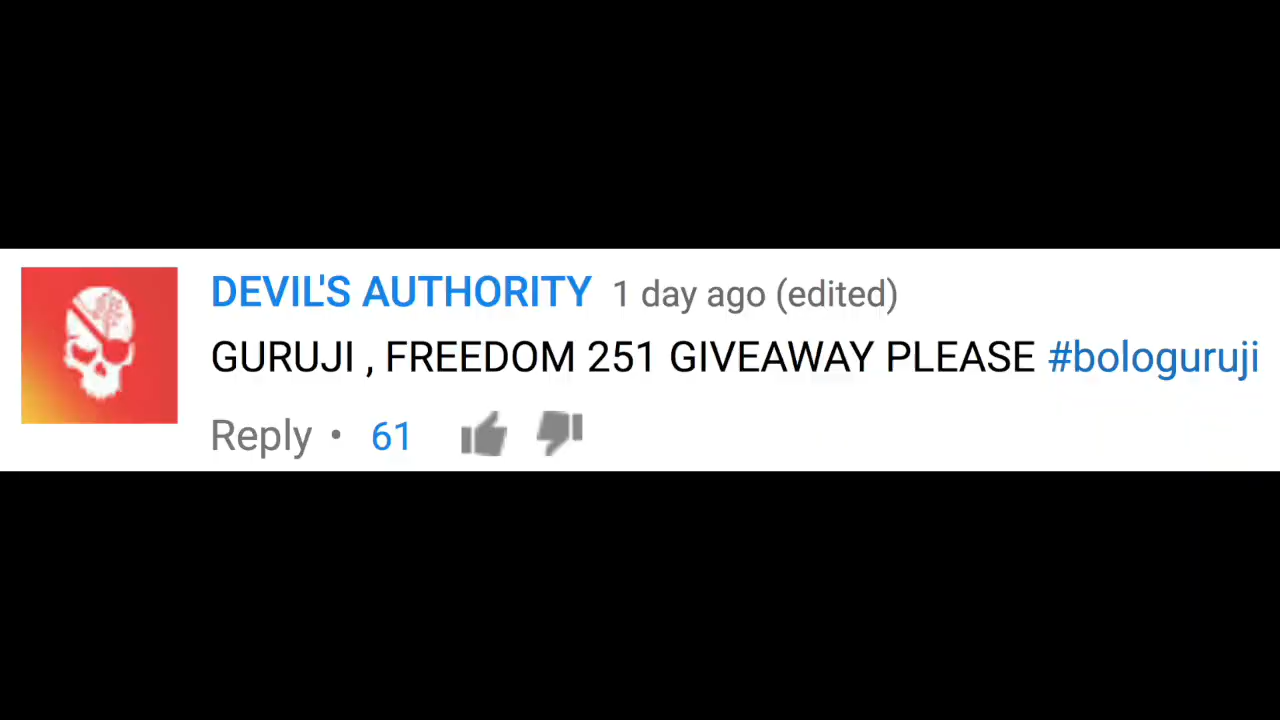 DEVIL'S AUTHORITY 1 day ago (edited)
GURUJI , FREEDOM 251 GIVEAWAY PLEASE #bologuruji
Reply • 61